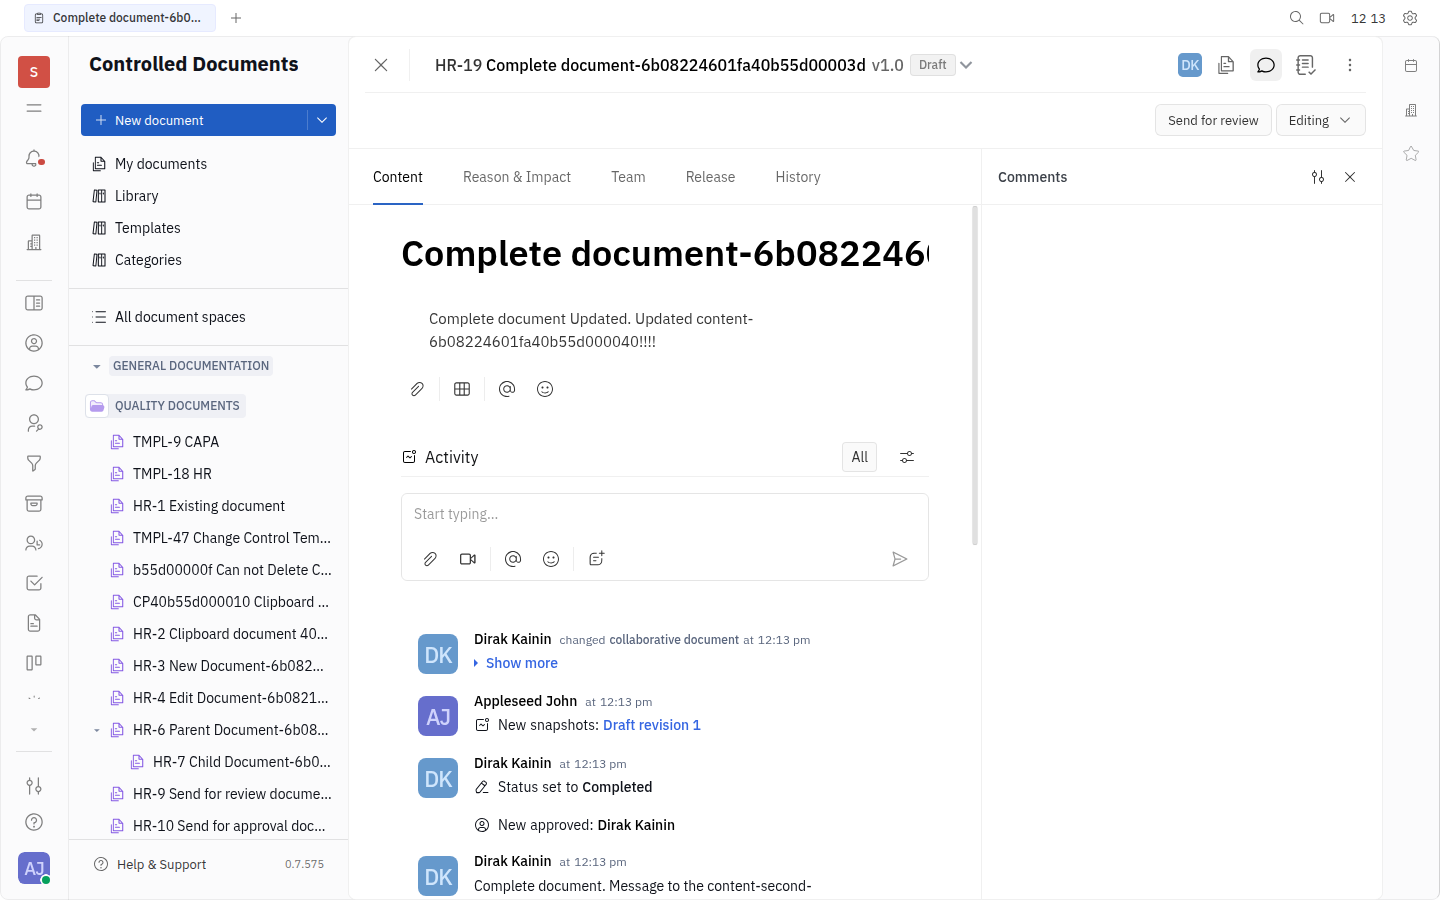 Complete document-6b0...
12 13
S
Controlled Documents
New document
My documents
Library
Templates
Categories
All document spaces
GENERAL DOCUMENTATION
QUALITY DOCUMENTS
TMPL-9 CAPA
TMPL-18 HR
HR-1 Existing document
TMPL-47 Change Control Tem...
b55d00000f Can not Delete C...
CP40b55d000010 Clipboard ...
HR-2 Clipboard document 40...
HR-3 New Document-6b082...
HR-4 Edit Document-6b0821...
HR-6 Parent Document-6b08...
HR-7 Child Document-6b0...
HR-9 Send for review docume...
HR-10 Send for approval doc...
Help & Support
0.7.575
AJ
HR-19 Complete document-6b08224601fa40b55d00003d v1.0
Draft
DK
Send for review
Editing
Content
Reason & Impact
Team
Release
History
Complete document-6b082246
Complete document Updated. Updated content-
6b08224601fa40b55d000040!!!!
Activity
All
Start typing...
DK
Dirak Kainin changed collaborative document at 12:13 pm
Show more
AJ
Appleseed John at 12:13 pm
New snapshots: Draft revision 1
DK
Dirak Kainin at 12:13 pm
Status set to Completed
New approved: Dirak Kainin
DK
Dirak Kainin at 12:13 pm
Complete document. Message to the content-second-
Comments